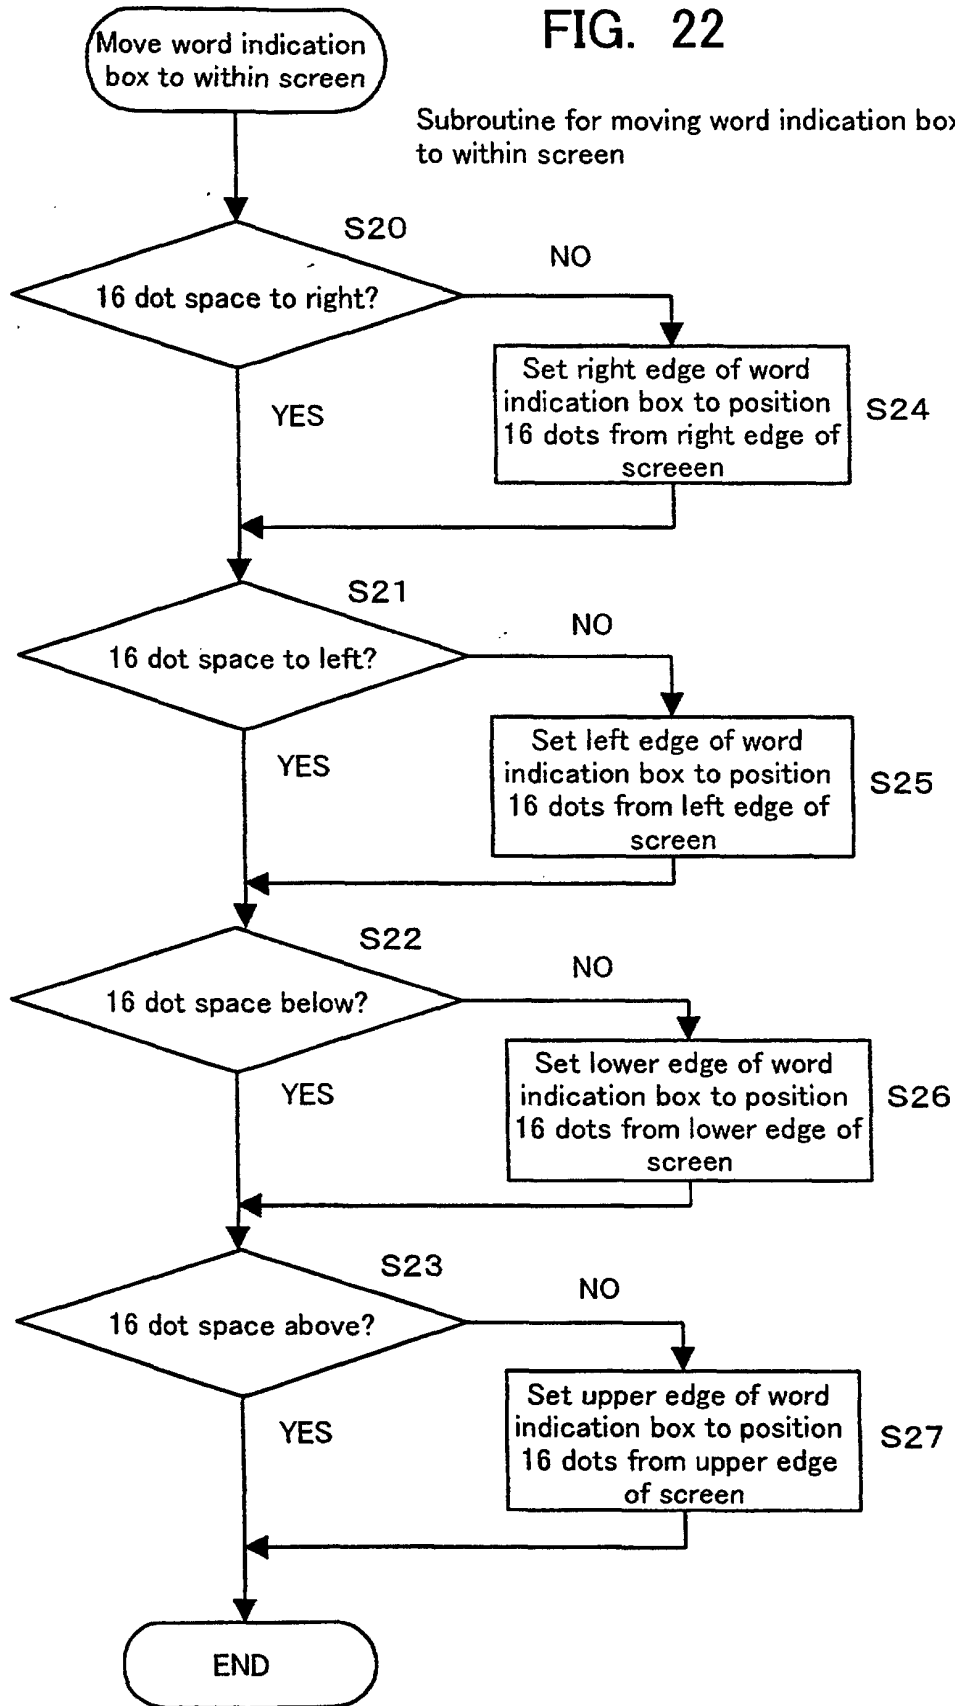 FIG. 22
Move word indication
box to within screen
Subroutine for moving word indication box
to within screen
S20
NO
16 dot space to right?
Set right edge of word
indication box to position
16 dots from right edge of
screeen
S24
YES
S21
NO
16 dot space to left?
Set left edge of word
indication box to position
16 dots from left edge of
screen
S25
YES
S22
NO
16 dot space below?
Set lower edge of word
indication box to position
16 dots from lower edge of
screen
S26
YES
S23
NO
16 dot space above?
Set upper edge of word
indication box to position
16 dots from upper edge
of screen
S27
YES
END